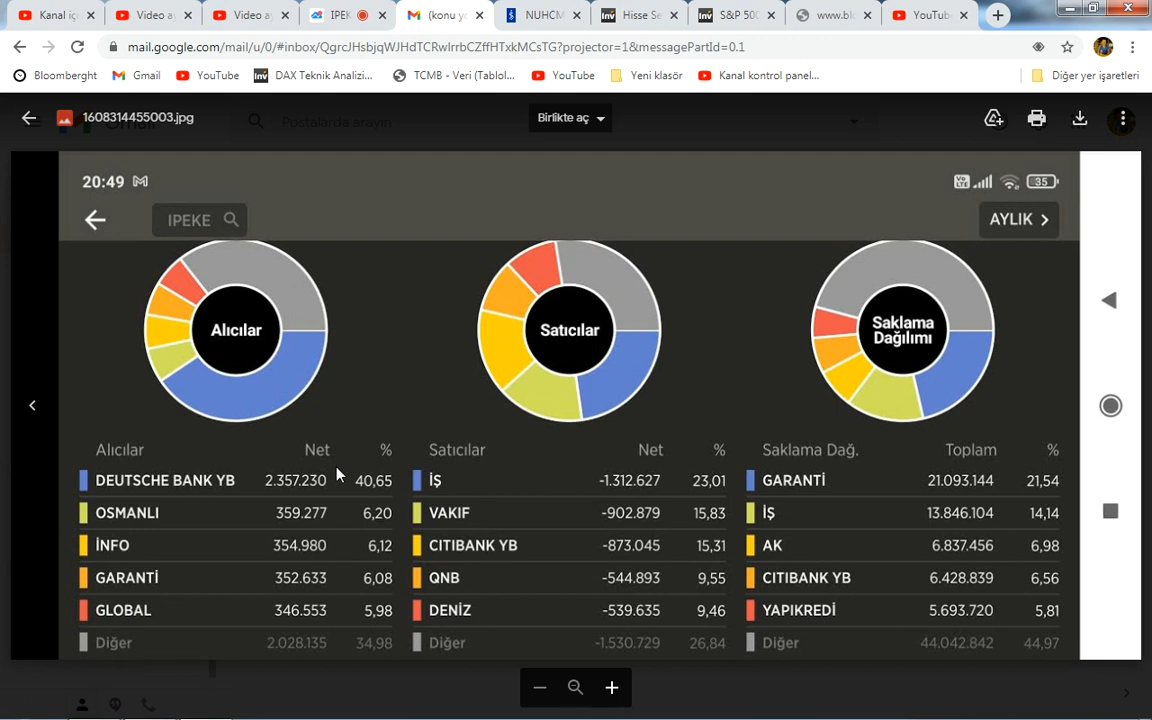 Kanal içe
Video ay
Video ay
IPEK
(konu yo
NUHCM
Hisse Se
S&P 500
www.blo
YouTube
mail.google.com/mail/u/0/#inbox/QgrcJHsbjqWJHdTCRwIrrbCZffHTxkMCsTG?projector=1&messagePartId=0.1
Bloomberght
Gmail
YouTube
DAX Teknik Analizi...
TCMB - Veri (Tablol...
YouTube
Yeni klasör
Kanal kontrol panel...
Diğer yer işaretleri
1608314455003.jpg
Postalarda arayın
Birlikte aç
20:49
35
IPEKE
AYLIK
Alıcılar
Satıcılar
Saklama
Dağılımı
Alıcılar Net %
DEUTSCHE BANK YB 2.357.230 40,65
OSMANLI 359.277 6,20
İNFO 354.980 6,12
GARANTİ 352.633 6,08
GLOBAL 346.553 5,98
Diğer 2.028.135 34,98
Satıcılar Net %
İŞ -1.312.627 23,01
VAKIF -902.879 15,83
CITIBANK YB -873.045 15,31
QNB -544.893 9,55
DENİZ -539.635 9,46
Diğer -1.530.729 26,84
Saklama Dağ. Toplam %
GARANTİ 21.093.144 21,54
İŞ 13.846.104 14,14
AK 6.837.456 6,98
CITIBANK YB 6.428.839 6,56
YAPIKREDİ 5.693.720 5,81
Diğer 44.042.842 44,97